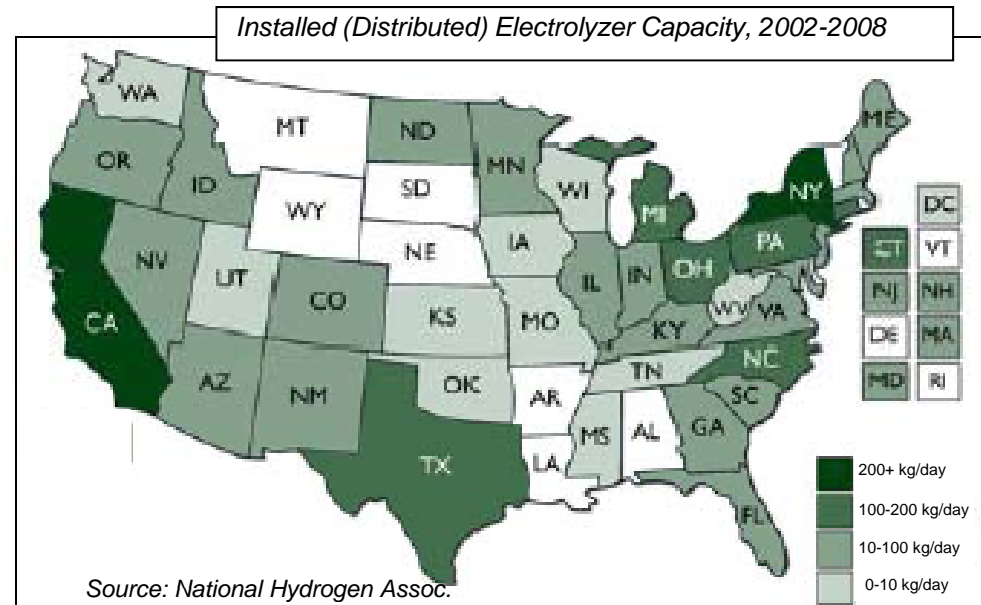 Installed (Distributed) Electrolyzer Capacity, 2002-2008
WA
MT
ND
MN
ME
OR
ID
SD
WI
MI
NY
WY
NE
IA
PA
NV
UT
CO
KS
MO
IL
IN
OH
WV
VA
CA
KY
NC
AZ
NM
OK
TN
SC
AR
MS
AL
GA
TX
LA
FL
DC
CT
VT
NJ
NH
DE
MA
MD
RI
200+ kg/day
100-200 kg/day
10-100 kg/day
0-10 kg/day
Source: National Hydrogen Assoc.